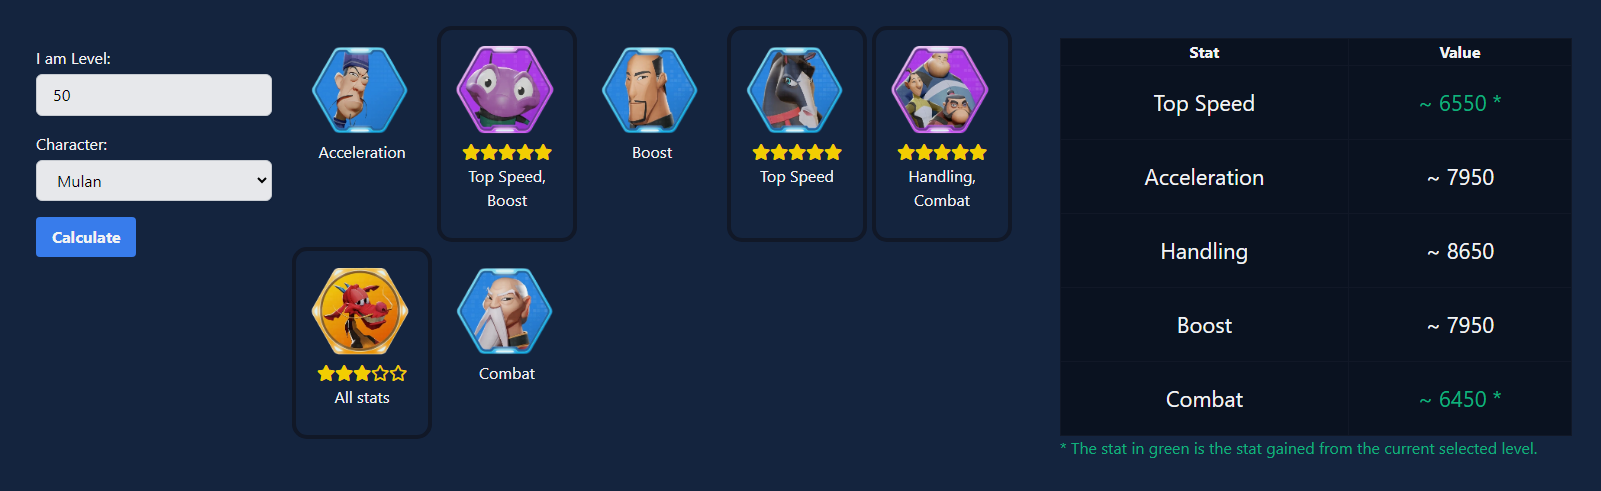 I am Level:
50
Character:
Mulan
Calculate
Acceleration
Top Speed,
Boost
Boost
Top Speed
Handling,
Combat
All stats
Combat
Stat Value
Top Speed ~ 6550 *
Acceleration ~ 7950
Handling ~ 8650
Boost ~ 7950
Combat ~ 6450 *
* The stat in green is the stat gained from the current selected level.